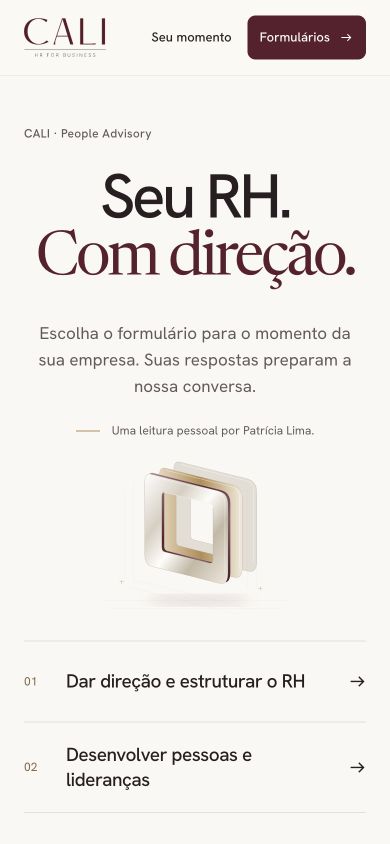 CALI
HR FOR BUSINESS
Seu momento
Formulários →
CALI · People Advisory
Seu RH.
Com direção.
Escolha o formulário para o momento da
sua empresa. Suas respostas preparam a
nossa conversa.
Uma leitura pessoal por Patrícia Lima.
01 Dar direção e estruturar o RH →
02 Desenvolver pessoas e
lideranças →